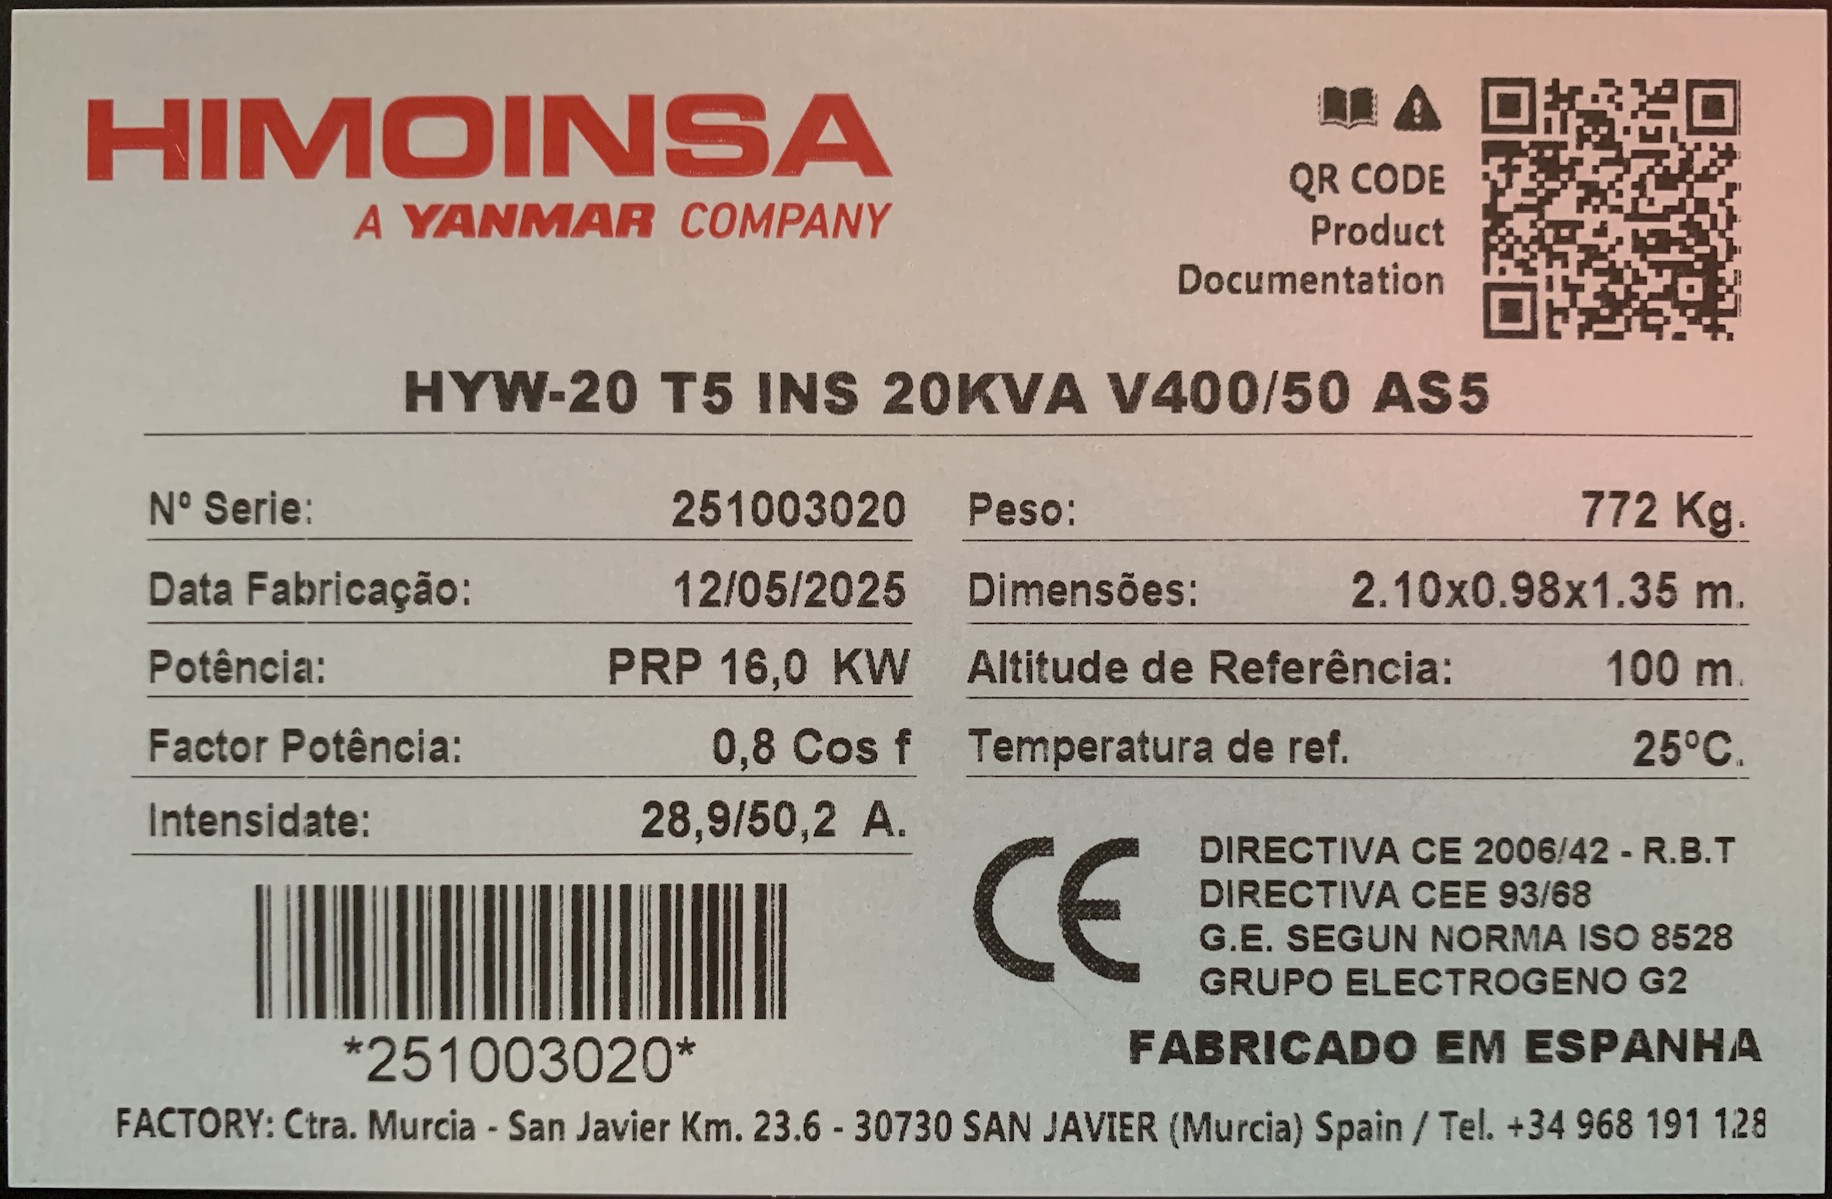 HIMOINSA
A YANMAR COMPANY
QR CODE
Product
Documentation
HYW-20 T5 INS 20KVA V400/50 AS5
Nº Serie: 251003020
Peso: 772 Kg.
Data Fabricação: 12/05/2025
Dimensões: 2.10x0.98x1.35 m.
Potência: PRP 16,0 KW
Altitude de Referência: 100 m.
Factor Potência: 0,8 Cos f
Temperatura de ref. 25ºC.
Intensidate: 28,9/50,2 A.
CE
DIRECTIVA CE 2006/42 - R.B.T
DIRECTIVA CEE 93/68
G.E. SEGUN NORMA ISO 8528
GRUPO ELECTROGENO G2
*251003020*
FABRICADO EM ESPANHA
FACTORY: Ctra. Murcia - San Javier Km. 23.6 - 30730 SAN JAVIER (Murcia) Spain / Tel. +34 968 191 128